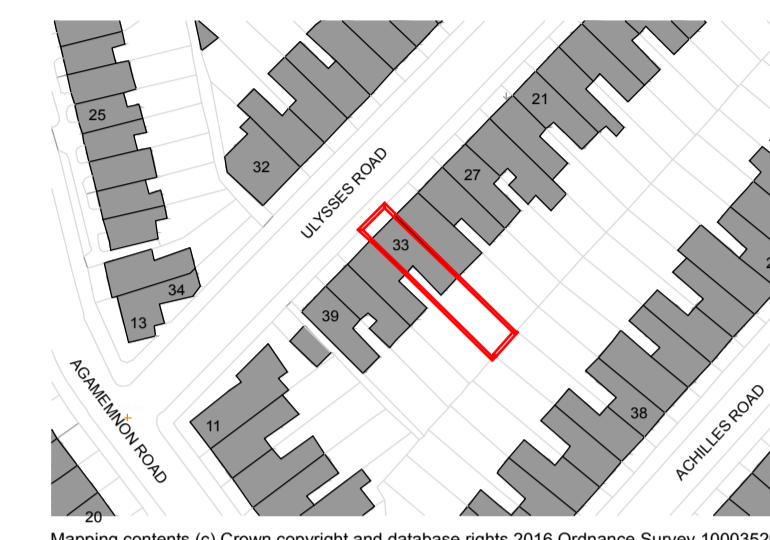 25
21
32
27
ULYSSES ROAD
33
34
39
13
AGAMEMNON ROAD
11
38
ACHILLES ROAD
20
Mapping contents (c) Crown copyright and database rights 2016 Ordnance Survey